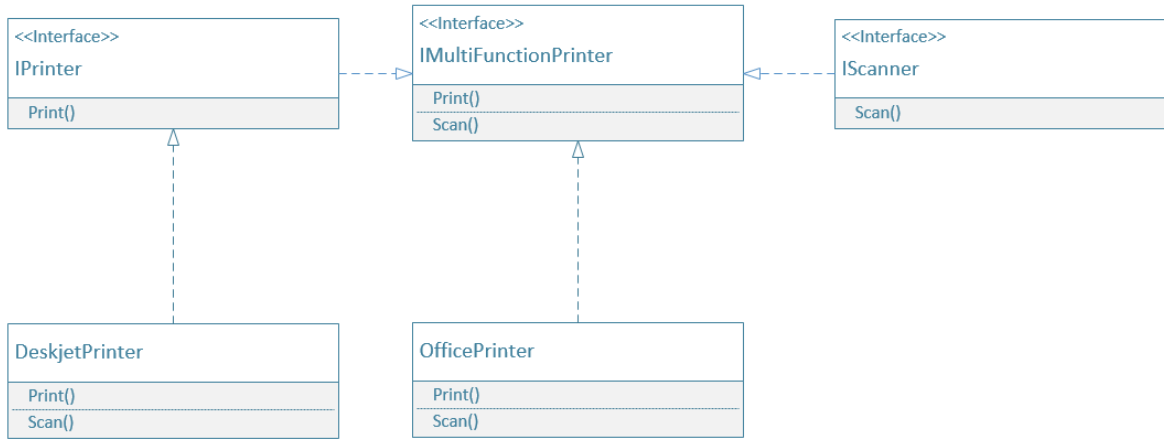 <<Interface>>
IPrinter
Print()
<<Interface>>
IMultiFunctionPrinter
Print()
Scan()
<<Interface>>
IScanner
Scan()
DeskjetPrinter
Print()
Scan()
OfficePrinter
Print()
Scan()